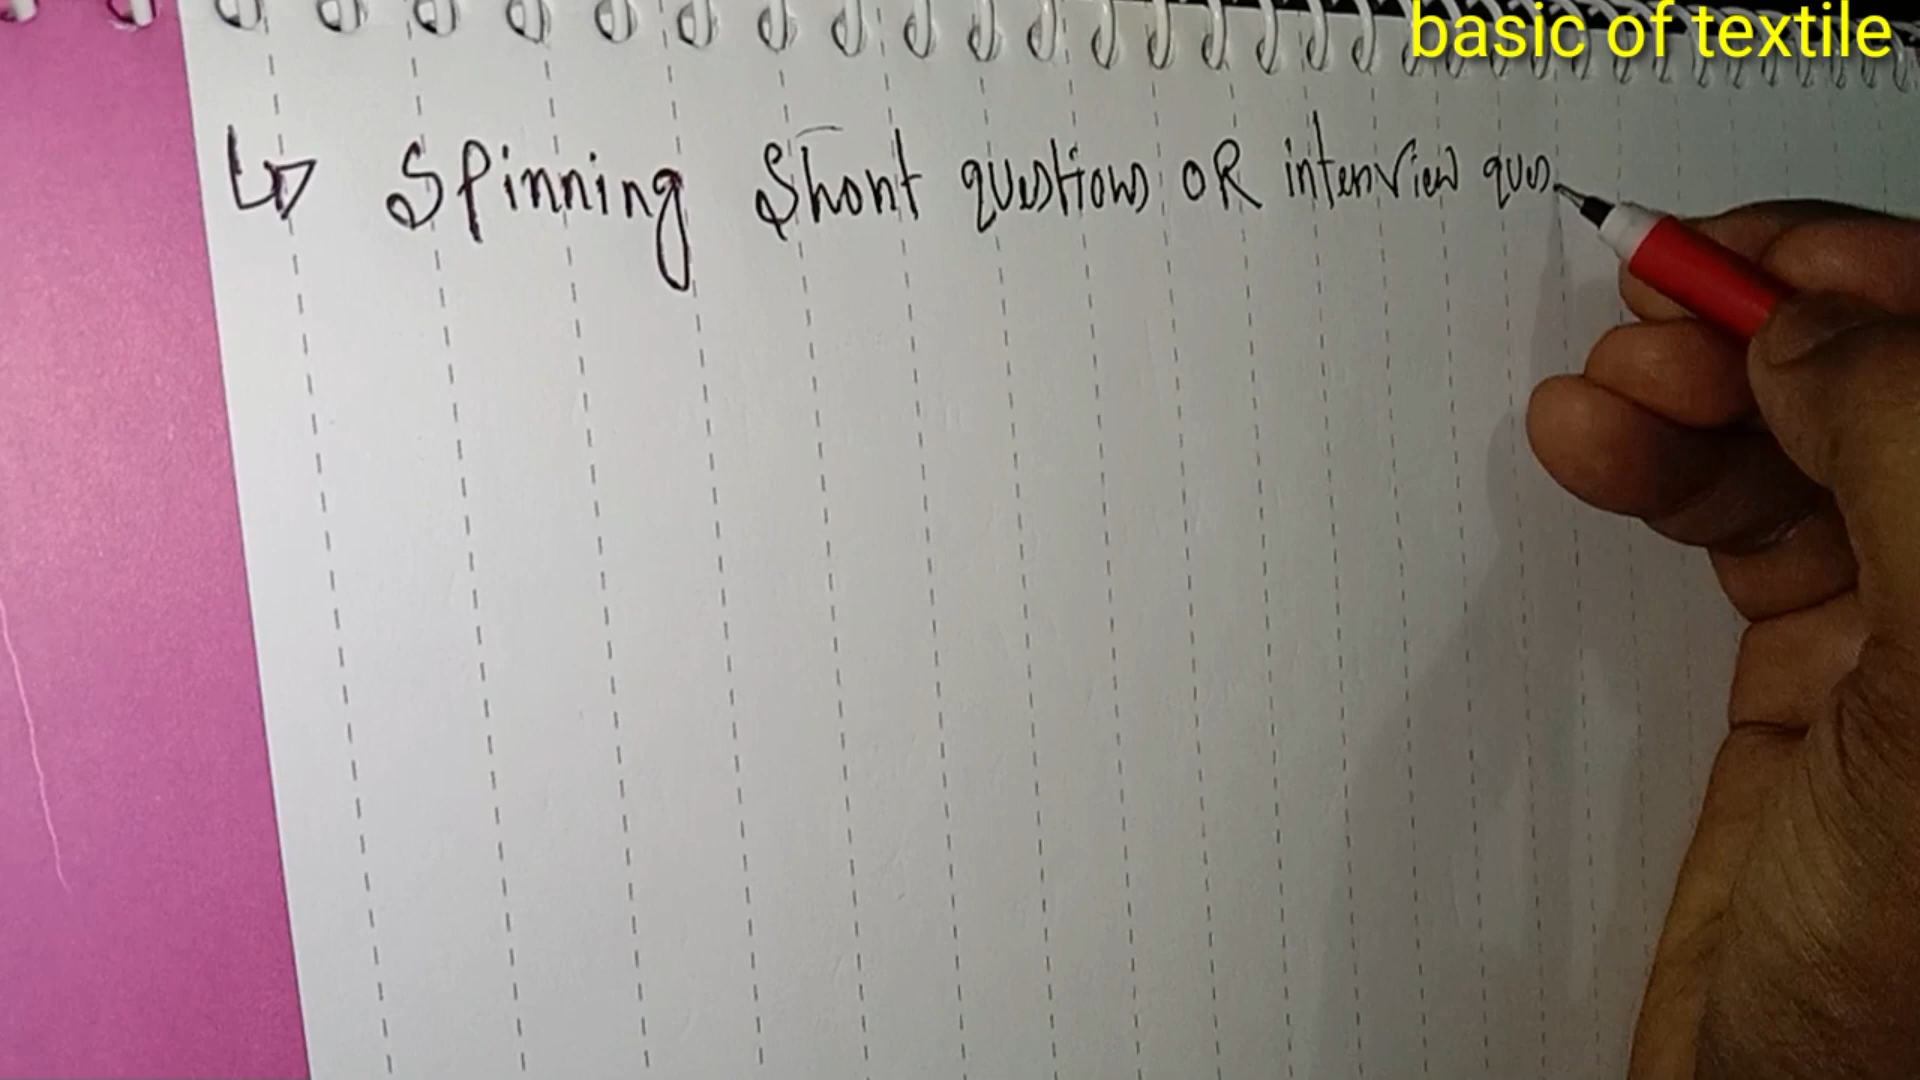 basic of textile
↳ Spinning Short questions OR interview ques.